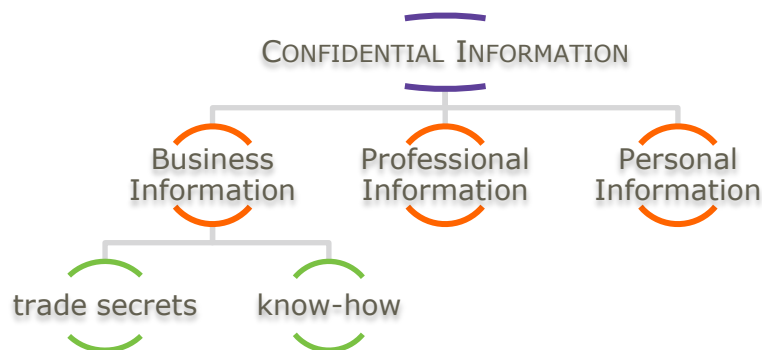 CONFIDENTIAL INFORMATION
Business
Information
Professional
Information
Personal
Information
trade secrets
know-how